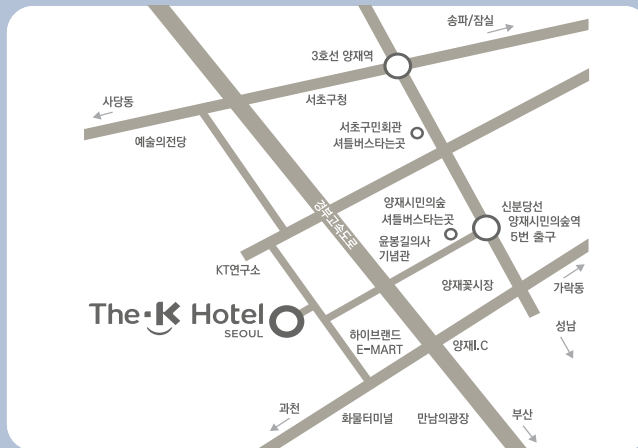 송파/잠실
3호선 양재역
사당동
서초구청
예술의전당
서초구민회관
셔틀버스타는곳
경부고속도로
양재시민의숲
셔틀버스타는곳
신분당선
양재시민의숲역
5번 출구
윤봉길의사
기념관
KT연구소
양재꽃시장
가락동
The-K Hotel
SEOUL
하이브랜드
E-MART
양재I.C
성남
과천
화물터미널
만남의광장
부산